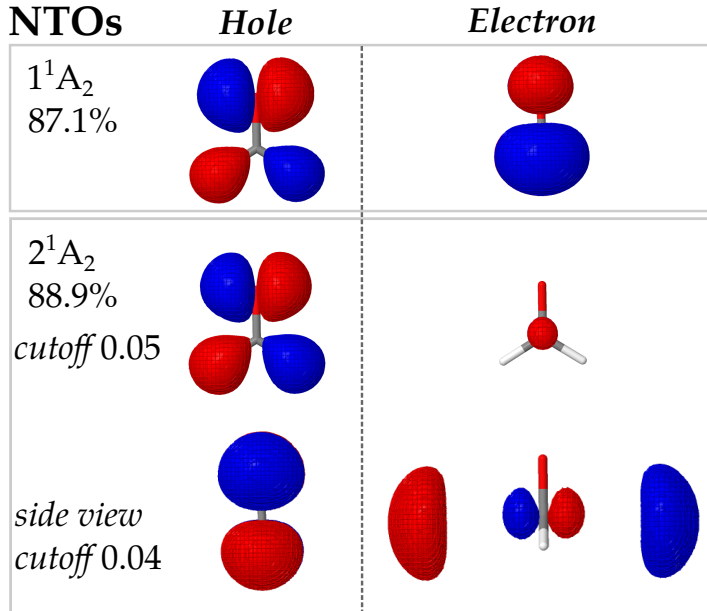 NTOs Hole Electron
1¹A₂
87.1%
2¹A₂
88.9%
cutoff 0.05
side view
cutoff 0.04